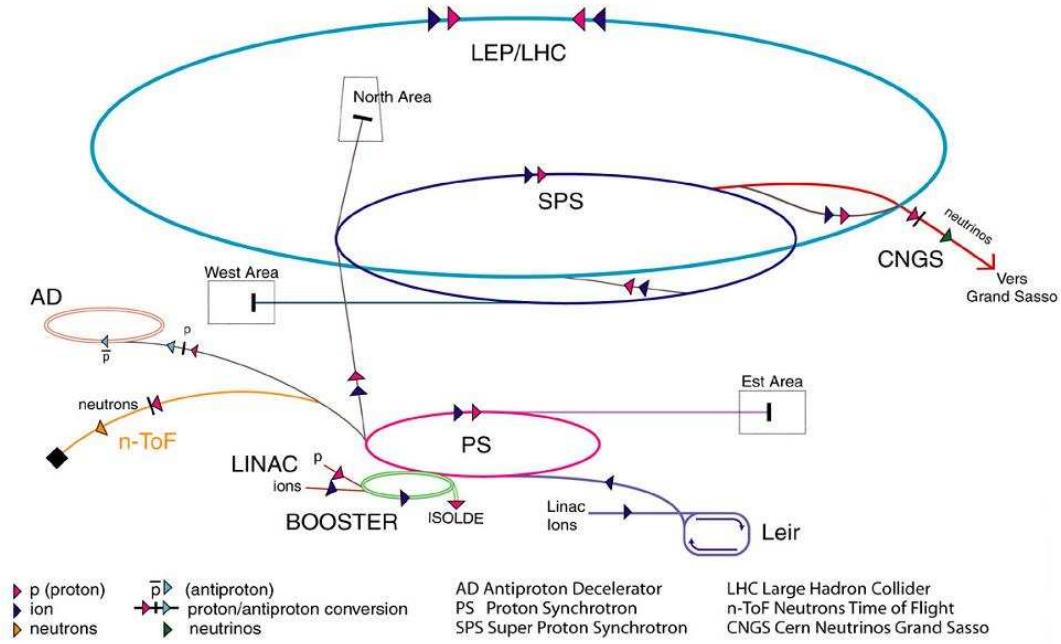 LEP/LHC
North Area
SPS
neutrinos
CNGS
Vers
Grand Sasso
West Area
AD
p
p̅
neutrons
n-ToF
Est Area
PS
LINAC
p
ions
BOOSTER
ISOLDE
Linac
Ions
Leir
p (proton)
ion
neutrons
p̅ (antiproton)
proton/antiproton conversion
neutrinos
AD Antiproton Decelerator
PS Proton Synchrotron
SPS Super Proton Synchrotron
LHC Large Hadron Collider
n-ToF Neutrons Time of Flight
CNGS Cern Neutrinos Grand Sasso